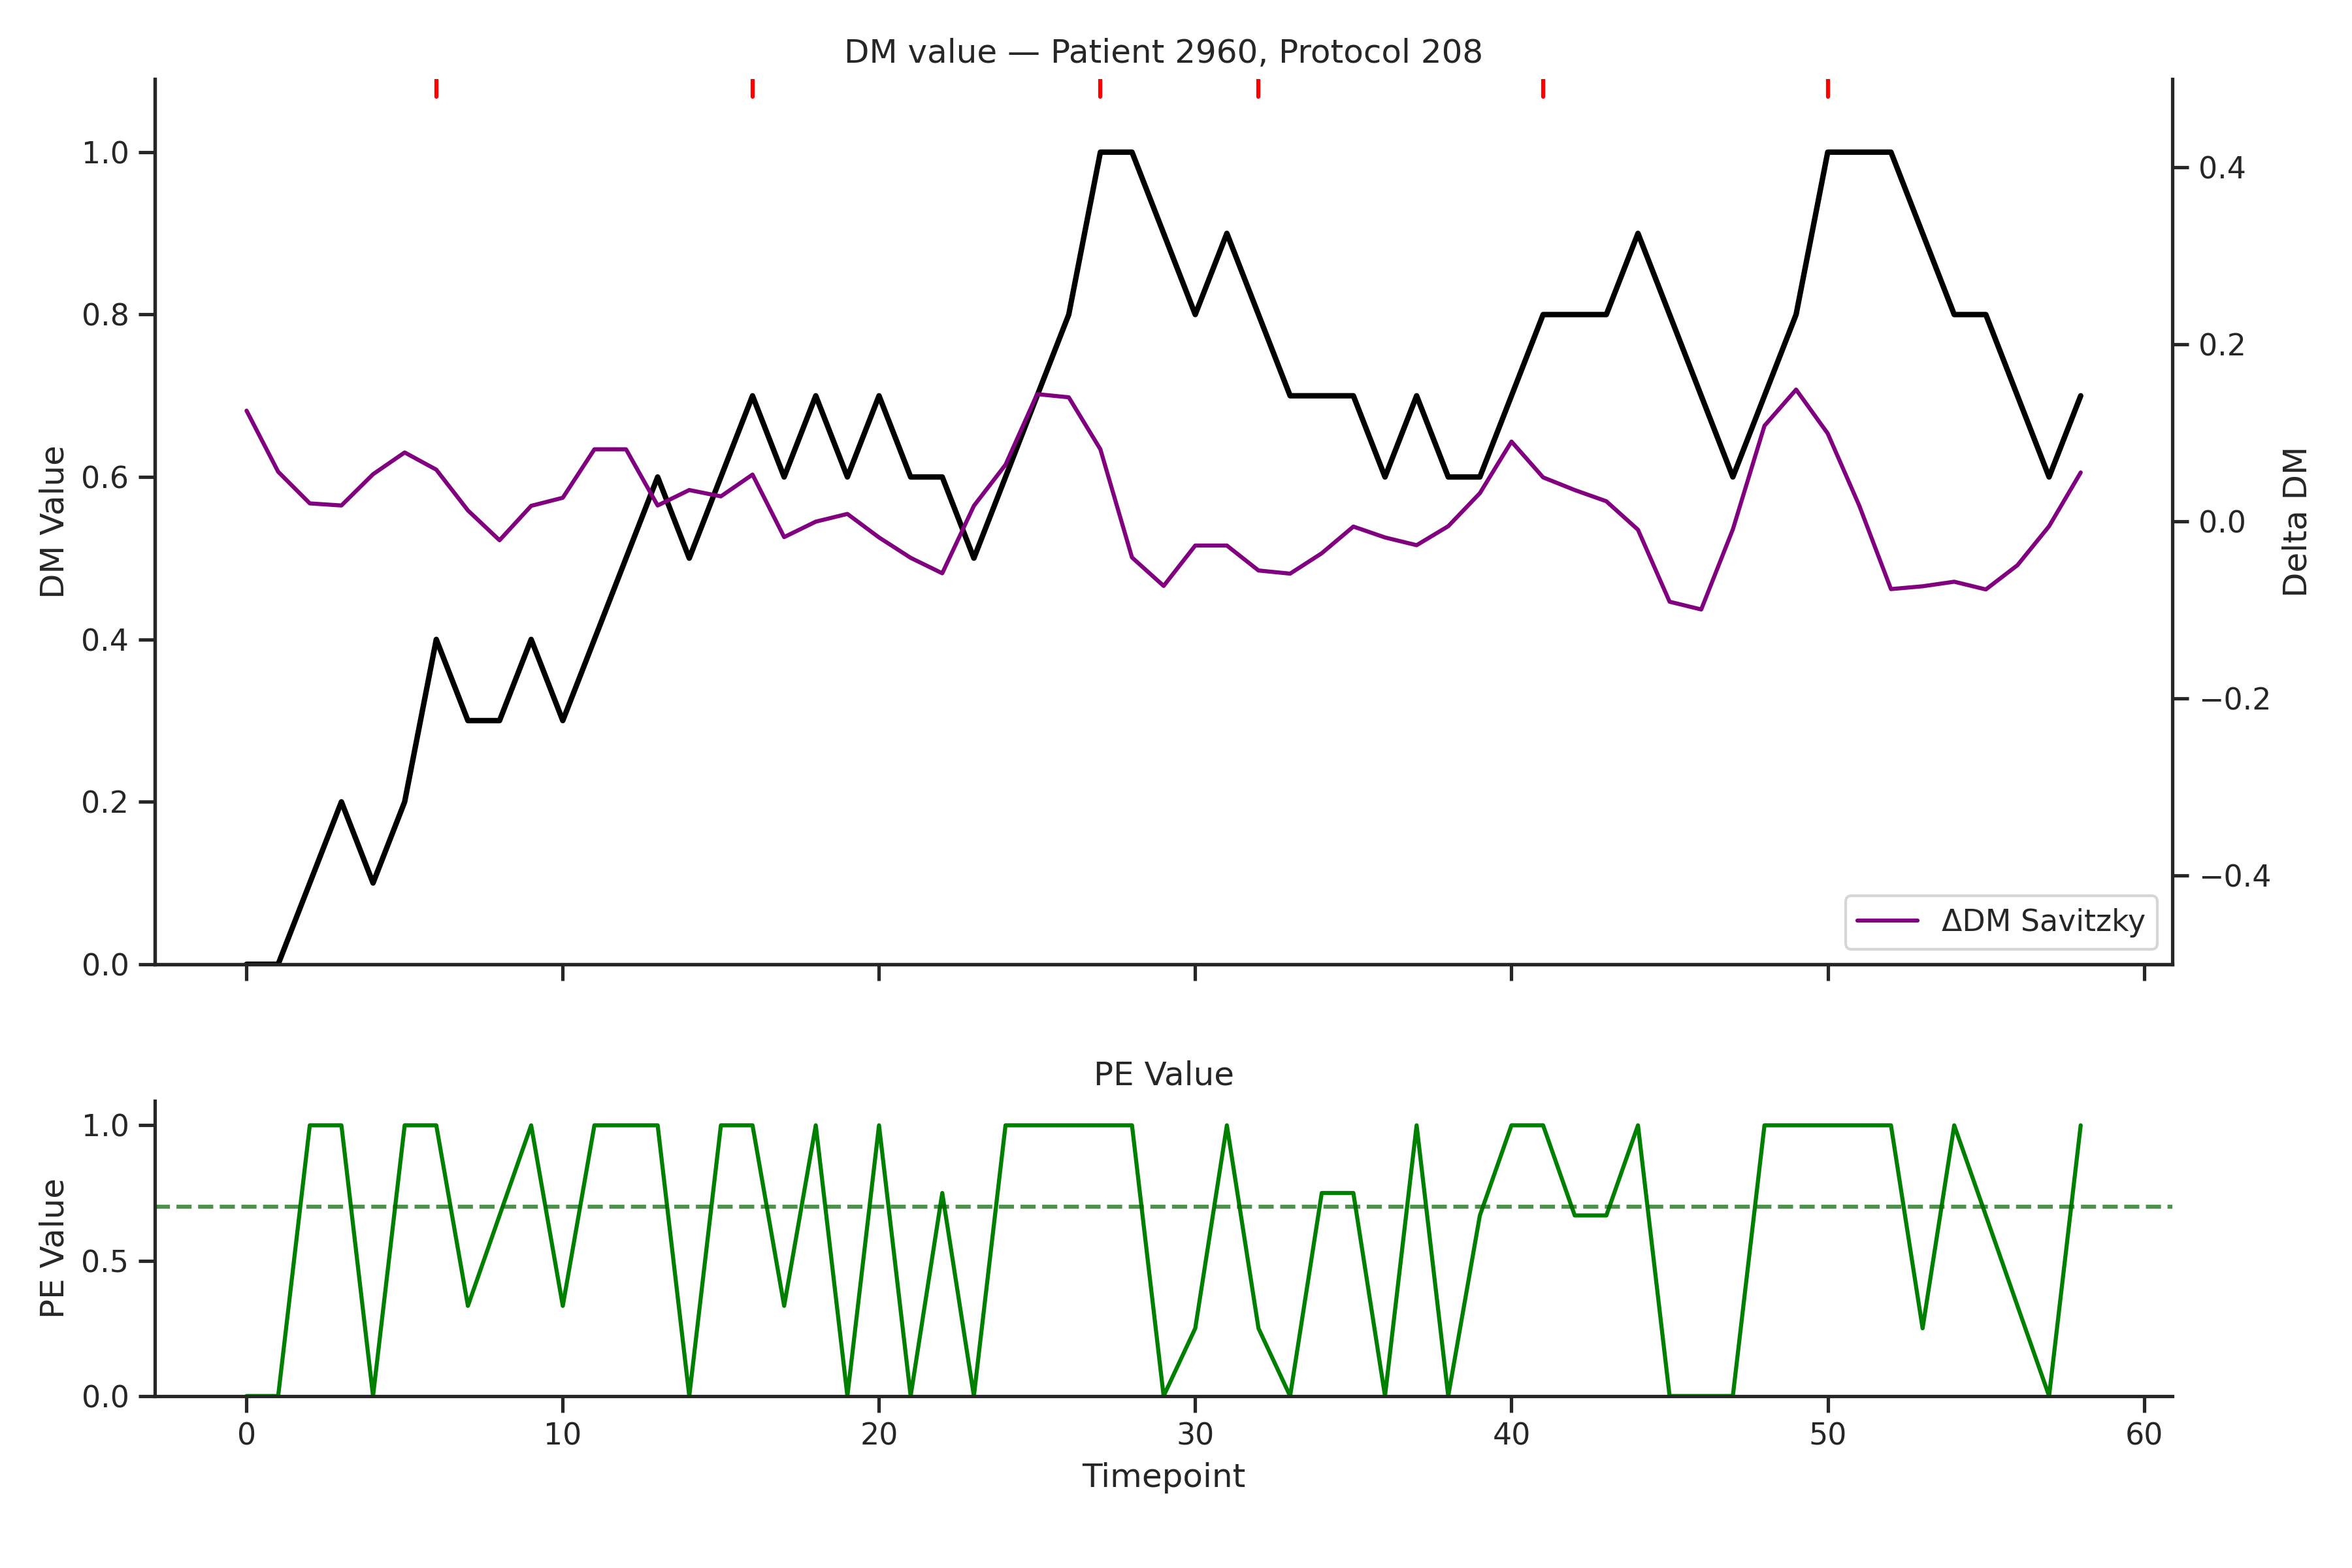 DM value — Patient 2960, Protocol 208
1.0
0.8
0.6
0.4
0.2
0.0
DM Value
0.4
0.2
0.0
−0.2
−0.4
Delta DM
ΔDM Savitzky
PE Value
1.0
0.5
0.0
PE Value
0 10 20 30 40 50 60
Timepoint